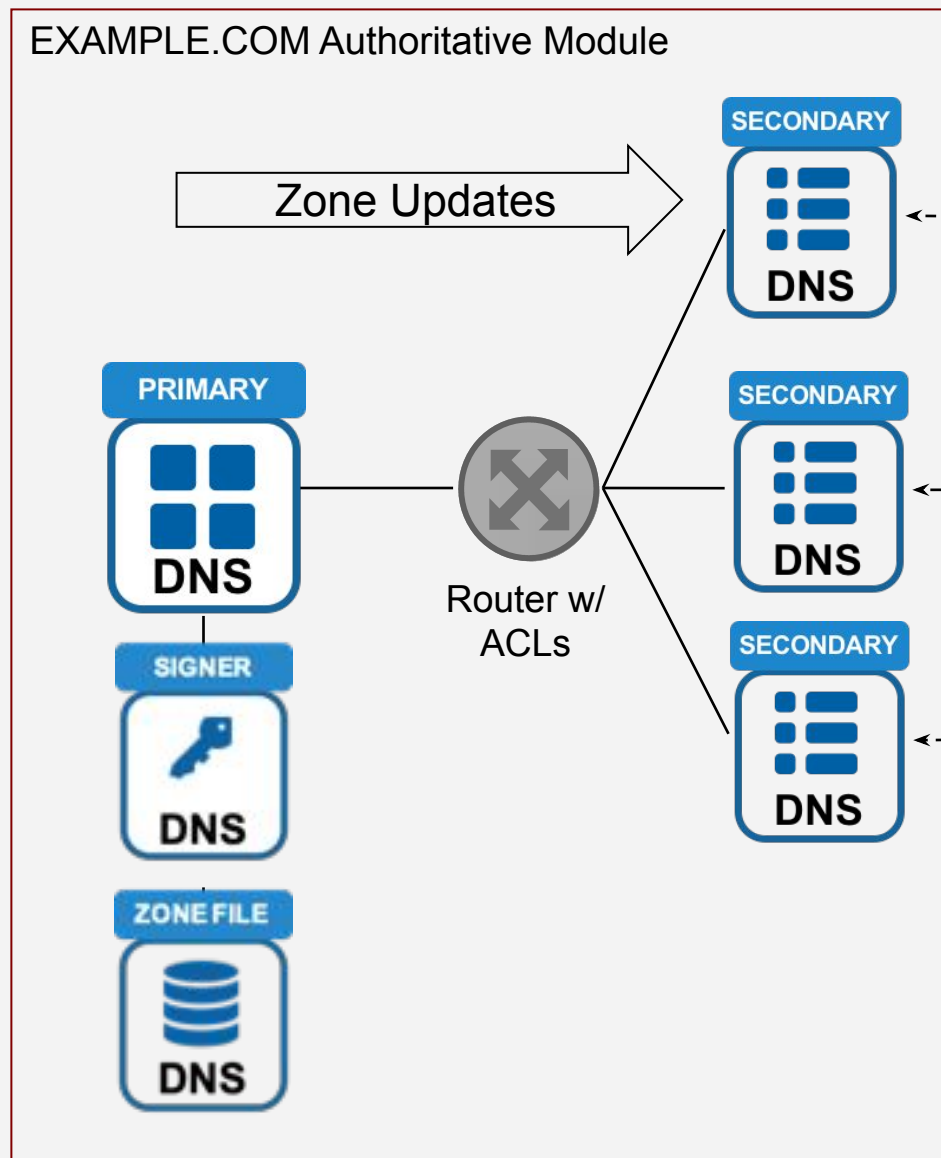 EXAMPLE.COM Authoritative Module
SECONDARY
Zone Updates
DNS
PRIMARY
DNS
SECONDARY
DNS
Router w/
ACLs
SIGNER
DNS
SECONDARY
DNS
ZONE FILE
DNS